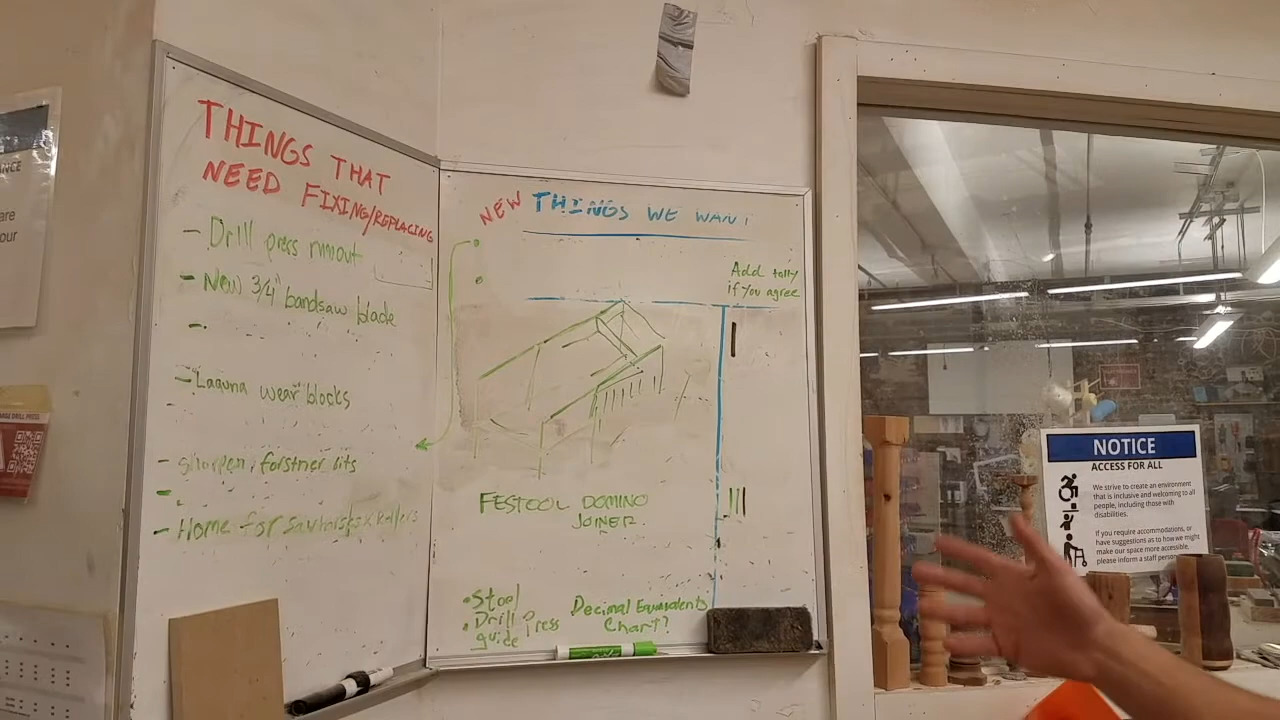 THINGS THAT
NEED FIXING/REPLACING
- Drill press runout
- New 3/4" bandsaw blade
-
- Laguna wear blocks
- sharpen forstner bits
-
- Home for sawhorses & rollers
NEW THINGS WE WANT
Add tally
if you agree
FESTOOL DOMINO
JOINER.
• Stool
• Drill Press
guide
Decimal Equivalents
Chart?
NOTICE
ACCESS FOR ALL
We strive to create an environment
that is inclusive and welcoming to all
people, including those with
disabilities.
If you require accommodations, or
have suggestions as to how we might
make our space more accessible,
please inform a staff person